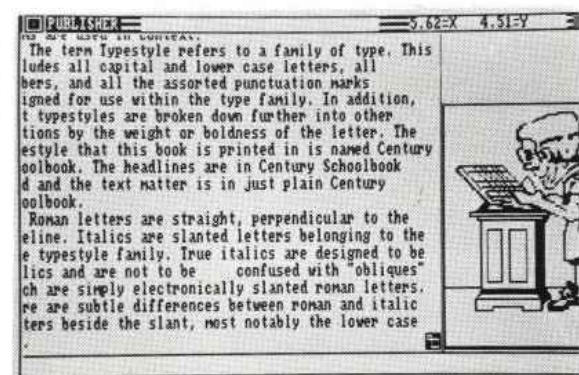 PUBLISHER 5.62=X 4.51=Y
ms are used in context.
The term Typestyle refers to a family of type. This
ludes all capital and lower case letters, all
bers, and all the assorted punctuation marks
igned for use within the type family. In addition,
t typestyles are broken down further into other
tions by the weight or boldness of the letter. The
estyle that this book is printed in is named Century
oolbook. The headlines are in Century Schoolbook
d and the text matter is in just plain Century
oolbook.
Roman letters are straight, perpendicular to the
eline. Italics are slanted letters belonging to the
e typestyle family. True italics are designed to be
lics and are not to be confused with "obliques"
ch are simply electronically slanted roman letters.
re are subtle differences between roman and italic
ters beside the slant, most notably the lower case
.